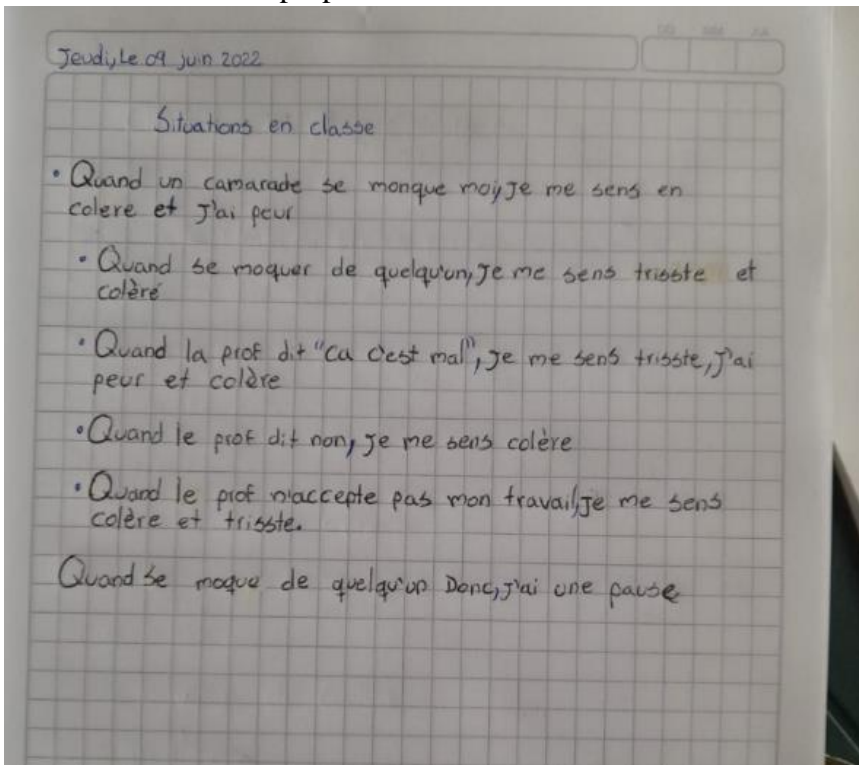 Jeudi, Le 09 juin 2022
Situations en classe
• Quand un camarade se monque moi, Je me sens en
colere et J'ai peur
• Quand se moquer de quelqu'un, Je me sens trisste et
colèré
• Quand la prof dit "Ca c'est mal", Je me sens trisste, J'ai
peur et colère
• Quand le prof dit non, Je me sens colère
• Quand le prof n'accepte pas mon travail, Je me sens
colère et trisste.
Quand se moque de quelqu'un Donc, J'ai une pause